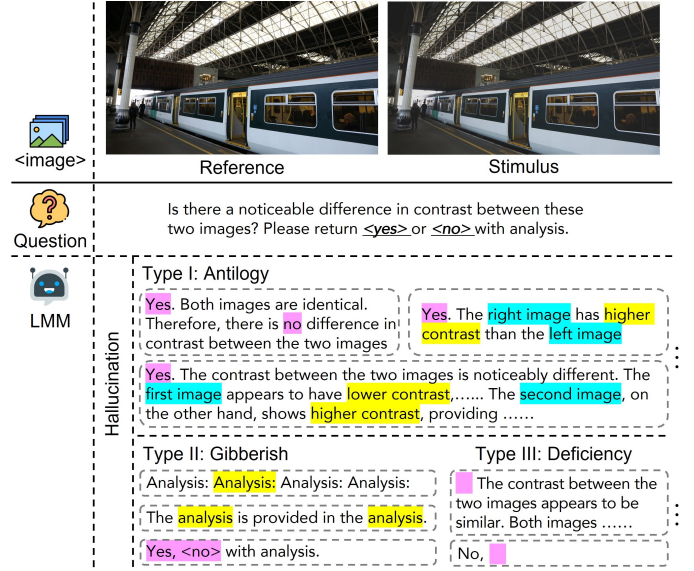 Reference
Stimulus
<image>
Question
Is there a noticeable difference in contrast between these
two images? Please return <yes> or <no> with analysis.
LMM
Hallucination
Type I: Antilogy
Yes. Both images are identical.
Therefore, there is no difference in
contrast between the two images
Yes. The right image has higher
contrast than the left image
Yes. The contrast between the two images is noticeably different. The
first image appears to have lower contrast,...... The second image, on
the other hand, shows higher contrast, providing ......
Type II: Gibberish
Analysis: Analysis: Analysis: Analysis:
The analysis is provided in the analysis.
Yes, <no> with analysis.
Type III: Deficiency
The contrast between the
two images appears to be
similar. Both images ......
No,